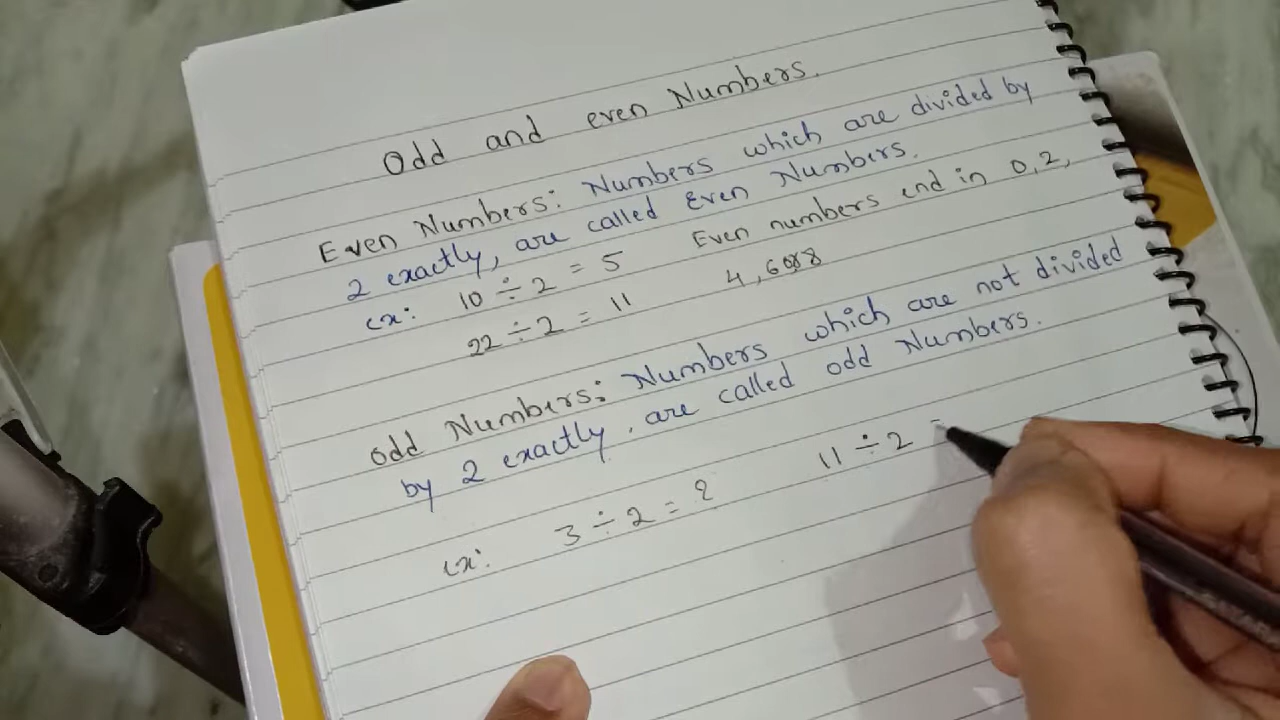 Odd and even Numbers.
Even Numbers: Numbers which are divided by
2 exactly, are called Even Numbers.
ex: 10 ÷ 2 = 5 Even numbers end in 0, 2,
22 ÷ 2 = 11 4, 6 or 8
odd Numbers: Numbers which are not divided
by 2 exactly, are called odd Numbers.
ex: 3 ÷ 2 = ? 11 ÷ 2 =